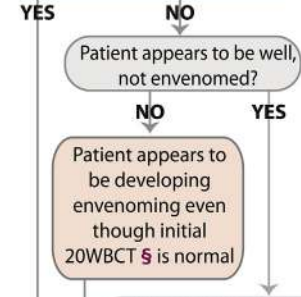 YES NO
Patient appears to be well,
not envenomed?
NO YES
Patient appears to
be developing
envenoming even
though initial
20WBCT § is normal